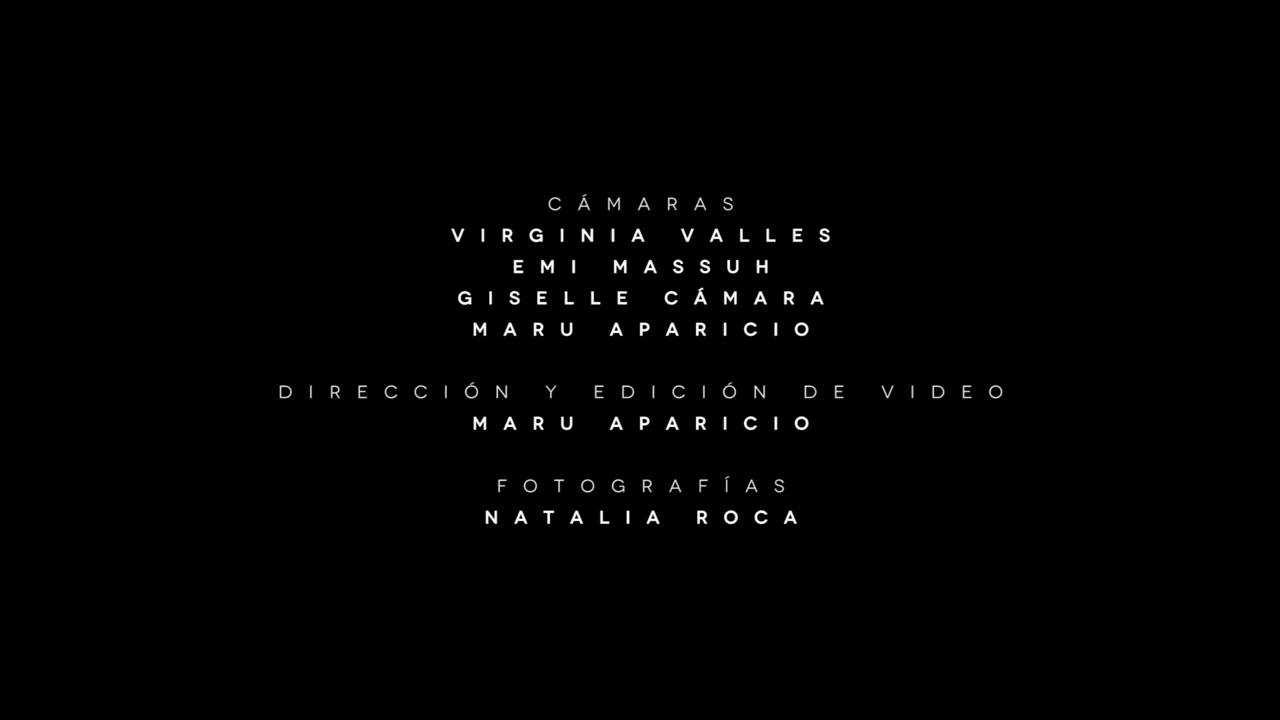 CÁMARAS
VIRGINIA VALLES
EMI MASSUH
GISELLE CÁMARA
MARU APARICIO
DIRECCIÓN Y EDICIÓN DE VIDEO
MARU APARICIO
FOTOGRAFÍAS
NATALIA ROCA